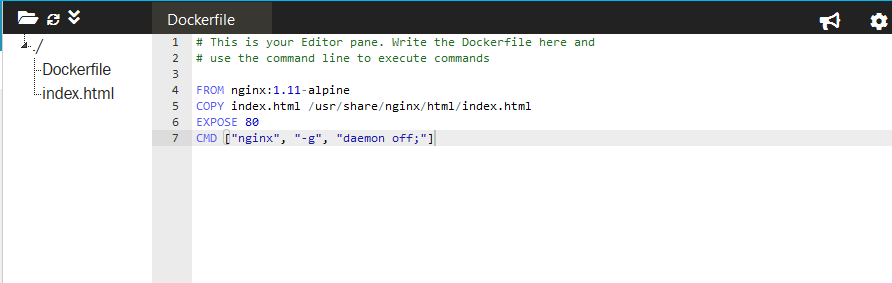 Dockerfile
./
Dockerfile
index.html
1 # This is your Editor pane. Write the Dockerfile here and
2 # use the command line to execute commands
3
4 FROM nginx:1.11-alpine
5 COPY index.html /usr/share/nginx/html/index.html
6 EXPOSE 80
7 CMD ["nginx", "-g", "daemon off;"]